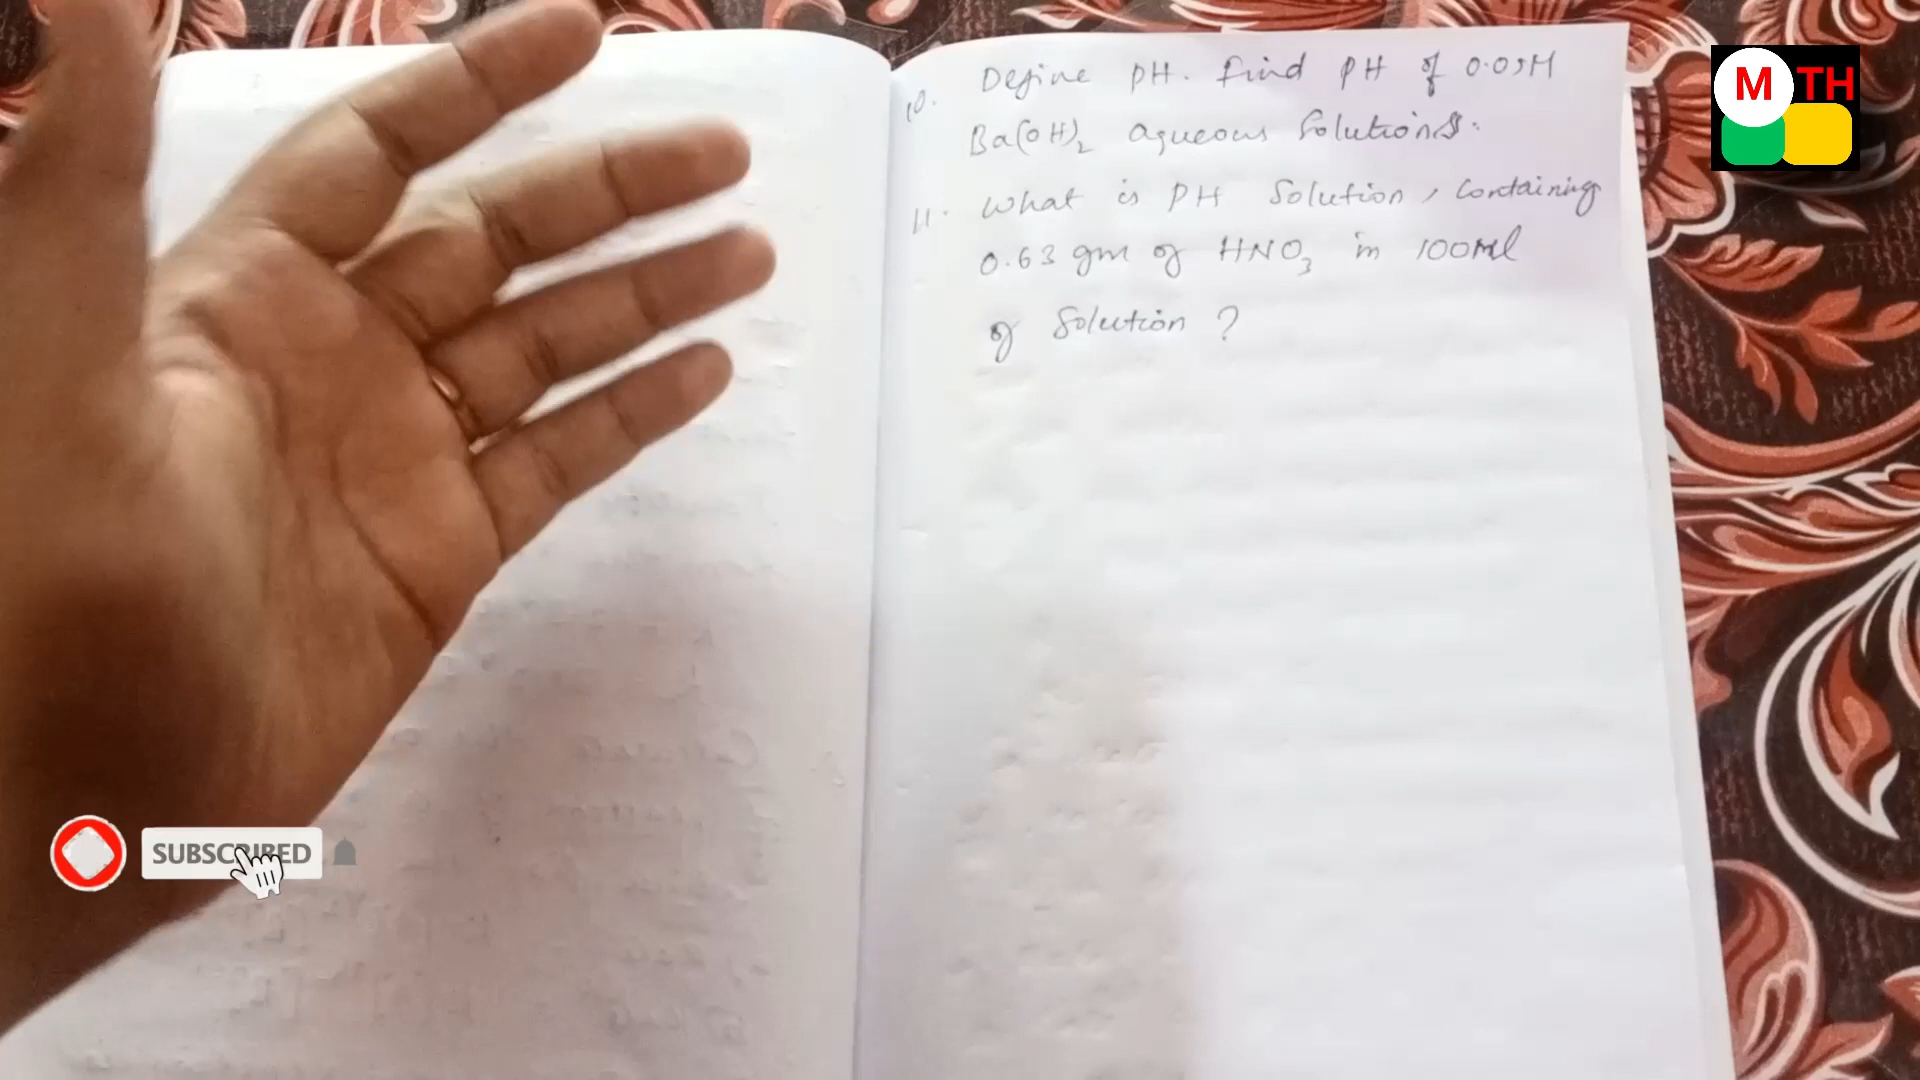 10. Define PH. Find PH of 0.05M
Ba(OH)2 aqueous Solutions.
11. What is PH Solution, Containing
0.63 gm of HNO3 in 100Ml
of Solution ?
M TH
SUBSCRIBED